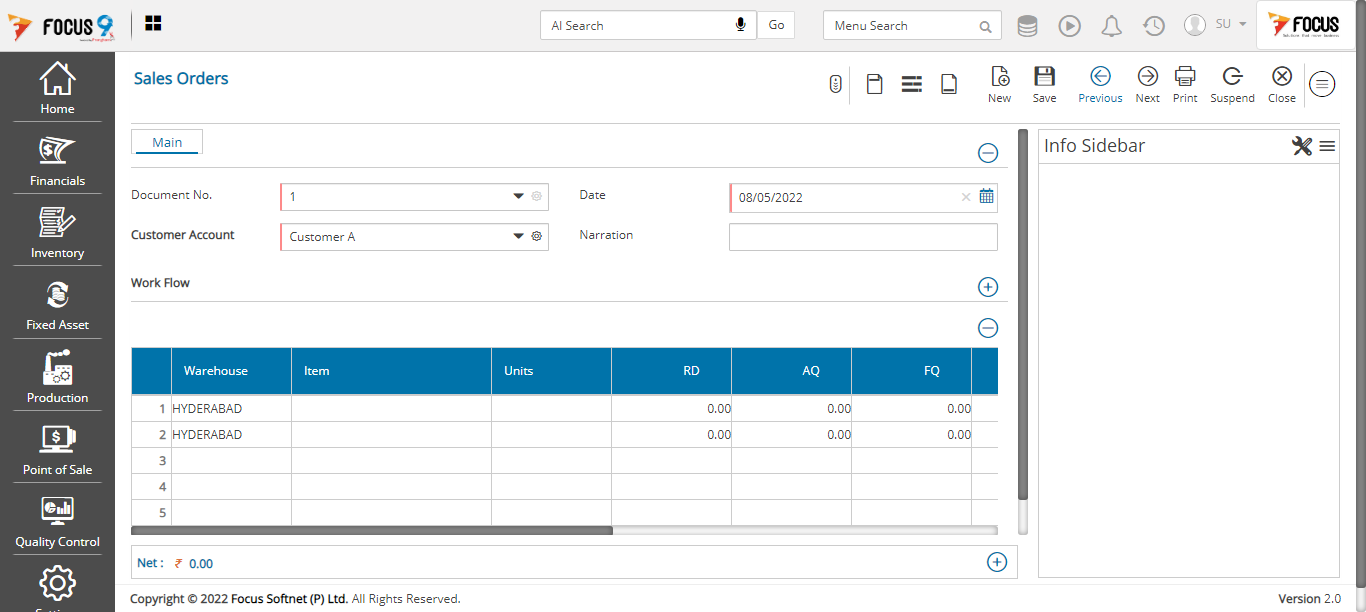 FOCUS 9
AI Search
Go
Menu Search
SU
FOCUS
Home
Financials
Inventory
Fixed Asset
Production
Point of Sale
Quality Control
Sales Orders
New
Save
Previous
Next
Print
Suspend
Close
Main
Document No.
1
Date
08/05/2022
Customer Account
Customer A
Narration
Work Flow
Warehouse Item Units RD AQ FQ
1 HYDERABAD 0.00 0.00 0.00
2 HYDERABAD 0.00 0.00 0.00
3
4
5
Net : ₹ 0.00
Info Sidebar
Copyright © 2022 Focus Softnet (P) Ltd. All Rights Reserved.
Version 2.0